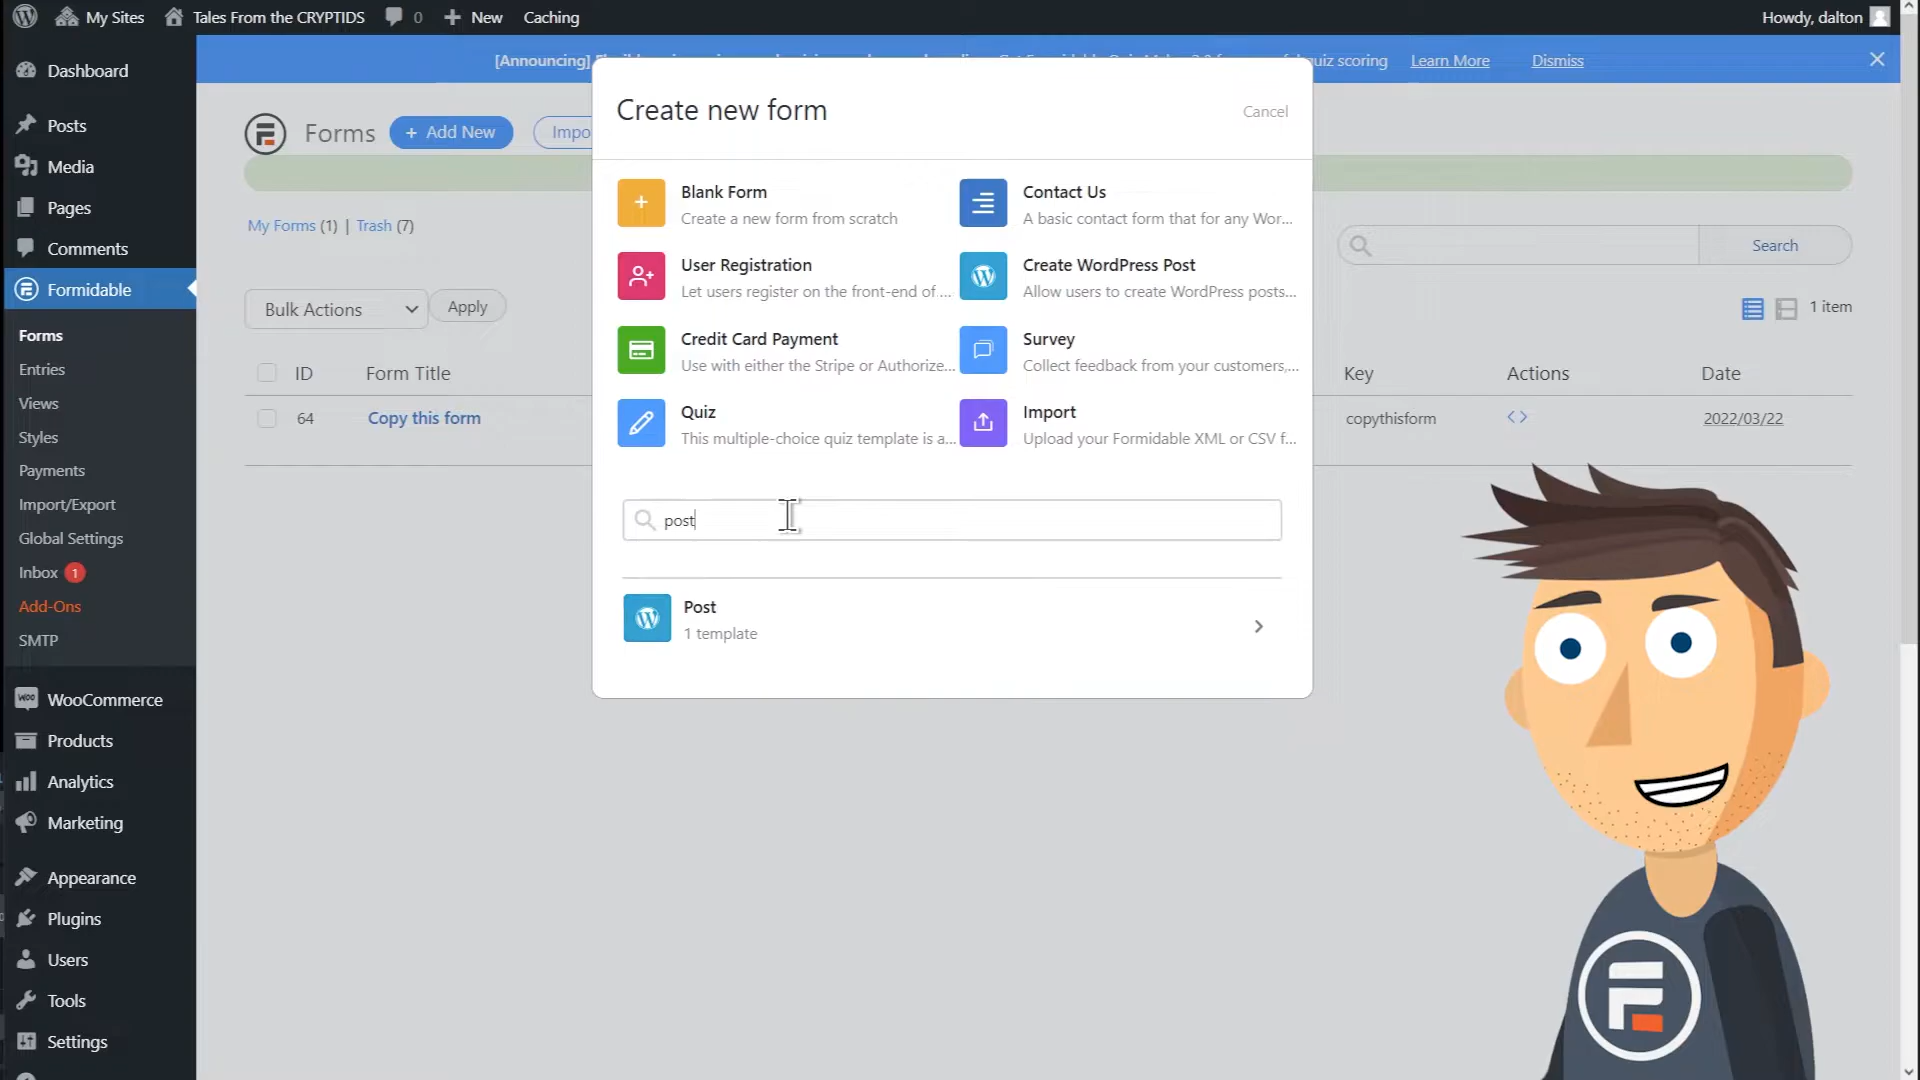 My Sites
Tales From the CRYPTIDS
0
New
Caching
Howdy, dalton
Dashboard
Posts
Media
Pages
Comments
Formidable
Forms
Entries
Views
Styles
Payments
Import/Export
Global Settings
Inbox 1
Add-Ons
SMTP
WOO WooCommerce
Products
Analytics
Marketing
Appearance
Plugins
Users
Tools
Settings
[Announcing]
quiz scoring
Learn More
Dismiss
Forms
+ Add New
Impo
My Forms (1) | Trash (7)
Search
Bulk Actions
Apply
1 item
ID
Form Title
Key
Actions
Date
64
Copy this form
copythisform
2022/03/22
Create new form
Cancel
Blank Form
Create a new form from scratch
Contact Us
A basic contact form that for any Wor...
User Registration
Let users register on the front-end of ...
Create WordPress Post
Allow users to create WordPress posts...
Credit Card Payment
Use with either the Stripe or Authorize...
Survey
Collect feedback from your customers,...
Quiz
This multiple-choice quiz template is a...
Import
Upload your Formidable XML or CSV f...
post
Post
1 template